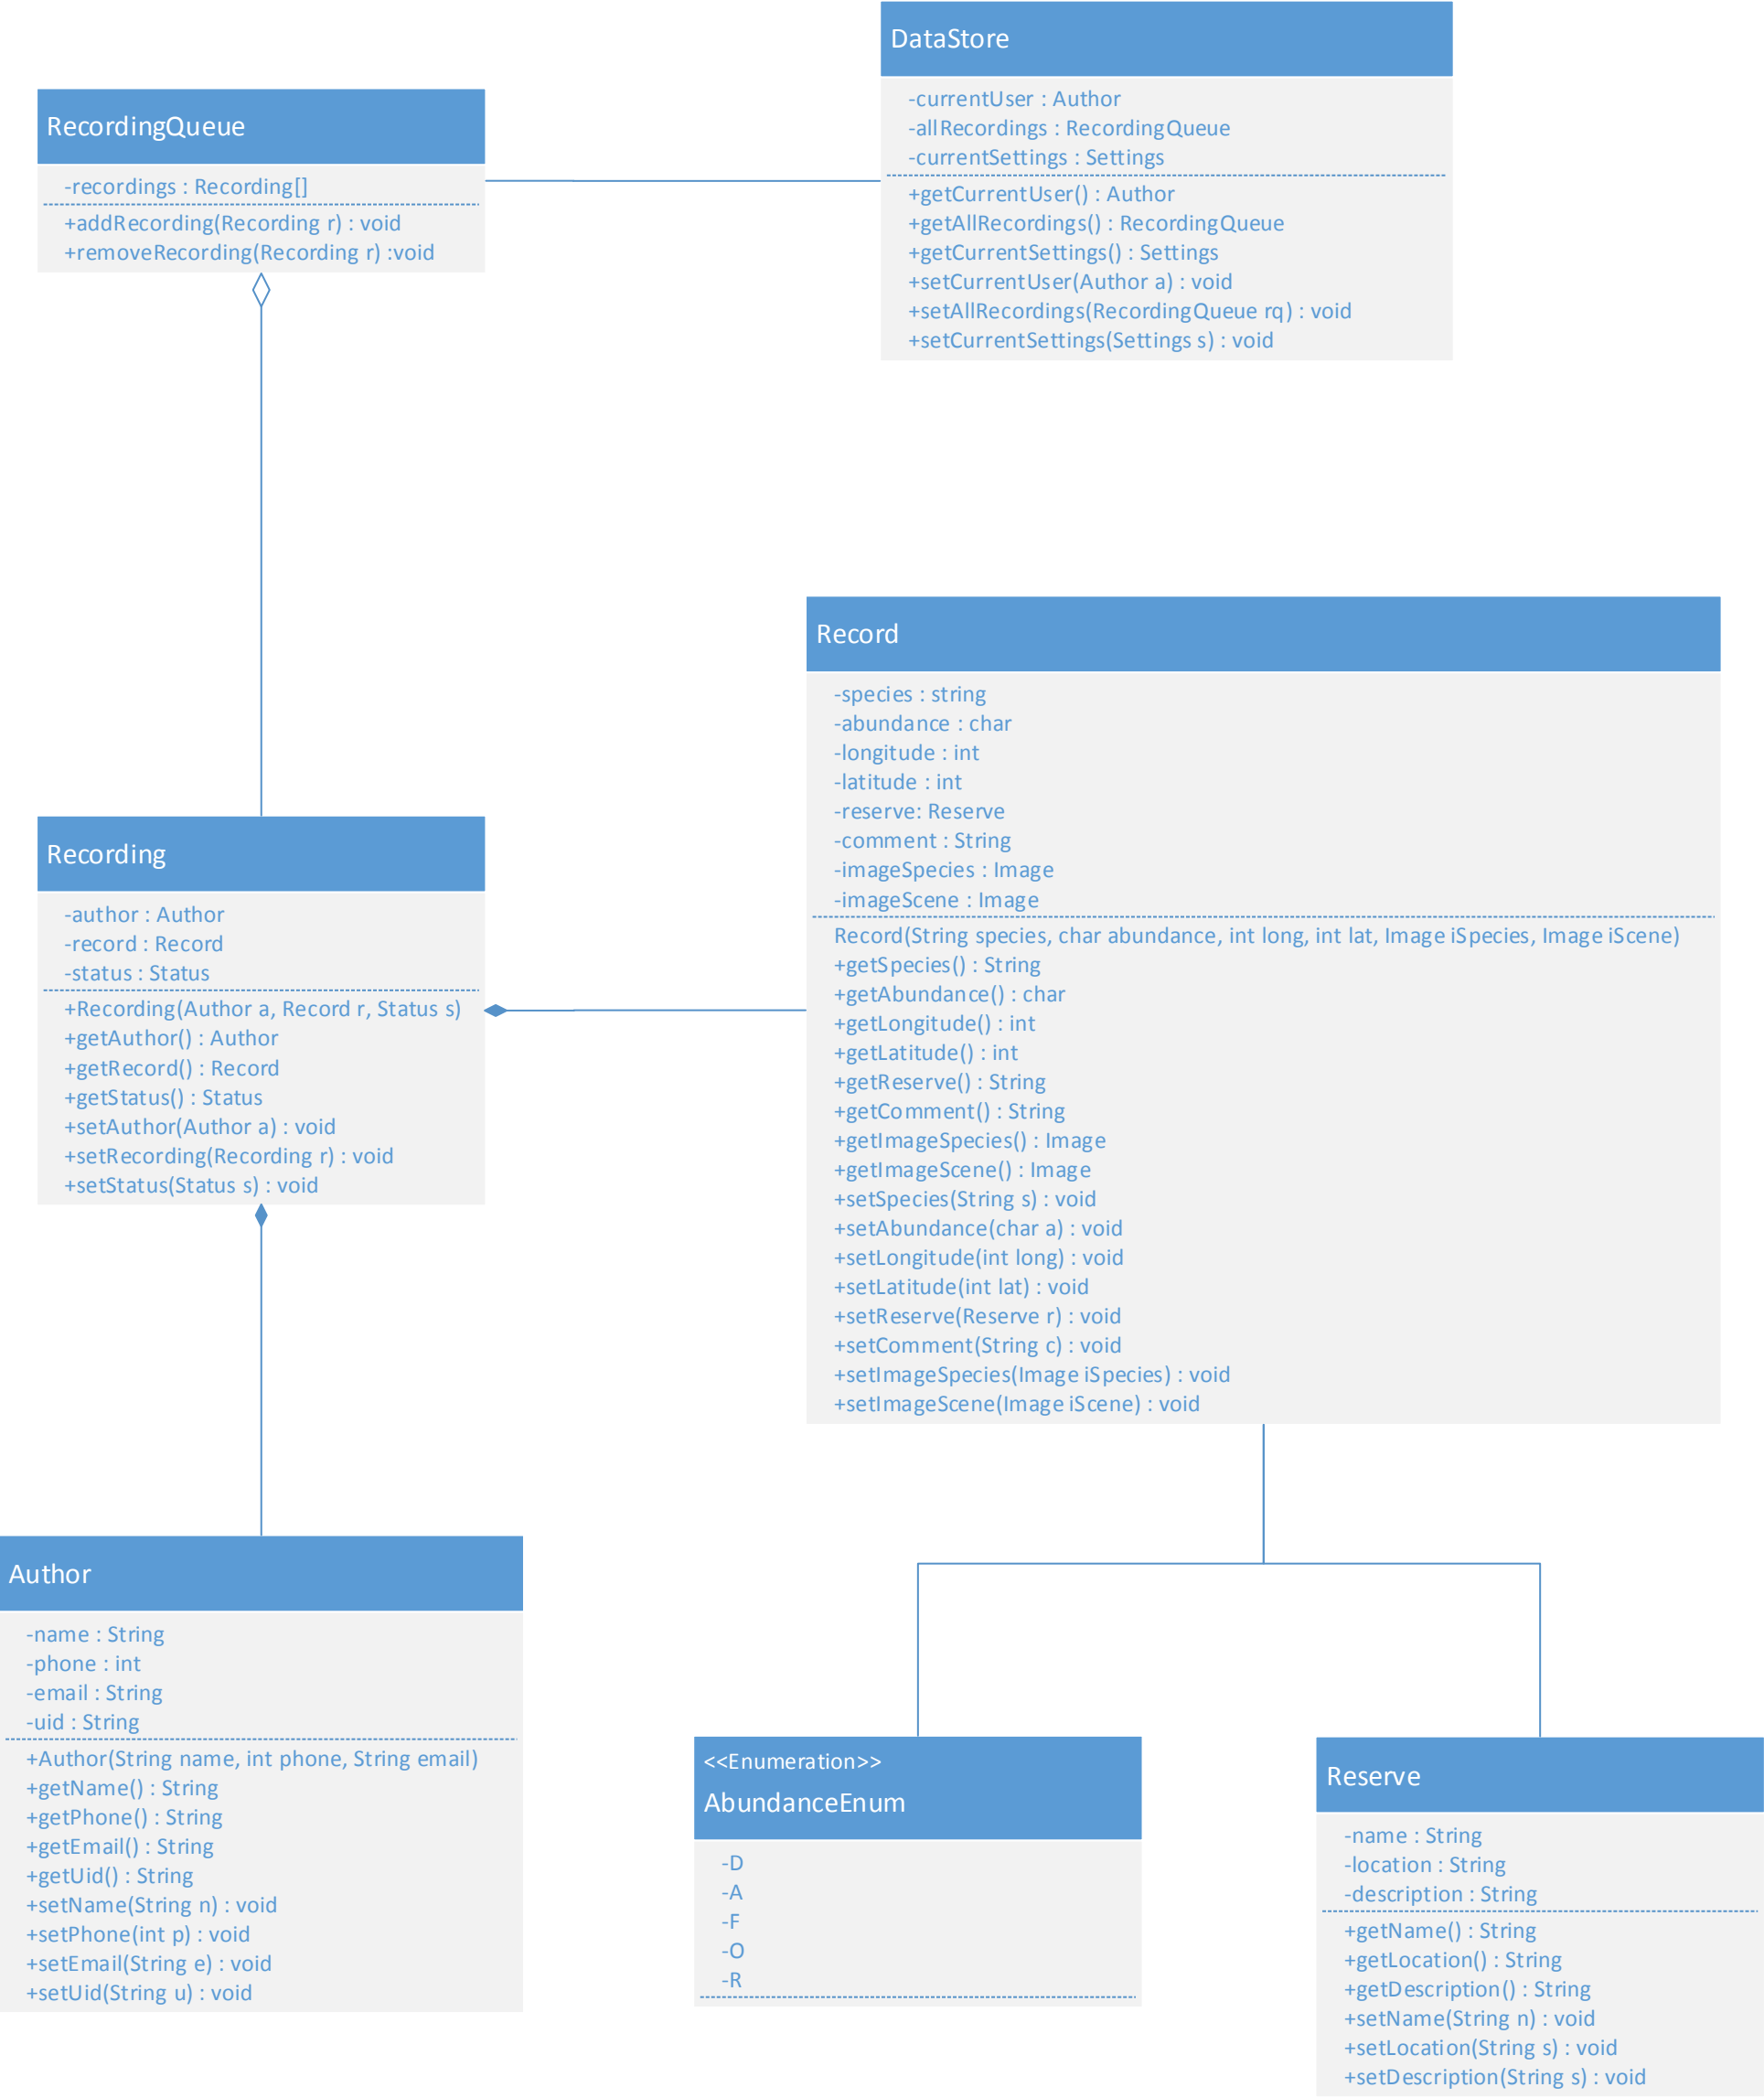 DataStore
-currentUser : Author
-allRecordings : RecordingQueue
-currentSettings : Settings
+getCurrentUser() : Author
+getAllRecordings() : RecordingQueue
+getCurrentSettings() : Settings
+setCurrentUser(Author a) : void
+setAllRecordings(RecordingQueue rq) : void
+setCurrentSettings(Settings s) : void
RecordingQueue
-recordings : Recording[]
+addRecording(Recording r) : void
+removeRecording(Recording r) :void
Record
-species : string
-abundance : char
-longitude : int
-latitude : int
-reserve: Reserve
-comment : String
-imageSpecies : Image
-imageScene : Image
Record(String species, char abundance, int long, int lat, Image iSpecies, Image iScene)
+getSpecies() : String
+getAbundance() : char
+getLongitude() : int
+getLatitude() : int
+getReserve() : String
+getComment() : String
+getImageSpecies() : Image
+getImageScene() : Image
+setSpecies(String s) : void
+setAbundance(char a) : void
+setLongitude(int long) : void
+setLatitude(int lat) : void
+setReserve(Reserve r) : void
+setComment(String c) : void
+setImageSpecies(Image iSpecies) : void
+setImageScene(Image iScene) : void
Recording
-author : Author
-record : Record
-status : Status
+Recording(Author a, Record r, Status s)
+getAuthor() : Author
+getRecord() : Record
+getStatus() : Status
+setAuthor(Author a) : void
+setRecording(Recording r) : void
+setStatus(Status s) : void
Author
-name : String
-phone : int
-email : String
-uid : String
+Author(String name, int phone, String email)
+getName() : String
+getPhone() : String
+getEmail() : String
+getUid() : String
+setName(String n) : void
+setPhone(int p) : void
+setEmail(String e) : void
+setUid(String u) : void
<<Enumeration>>
AbundanceEnum
-D
-A
-F
-O
-R
Reserve
-name : String
-location : String
-description : String
+getName() : String
+getLocation() : String
+getDescription() : String
+setName(String n) : void
+setLocation(String s) : void
+setDescription(String s) : void